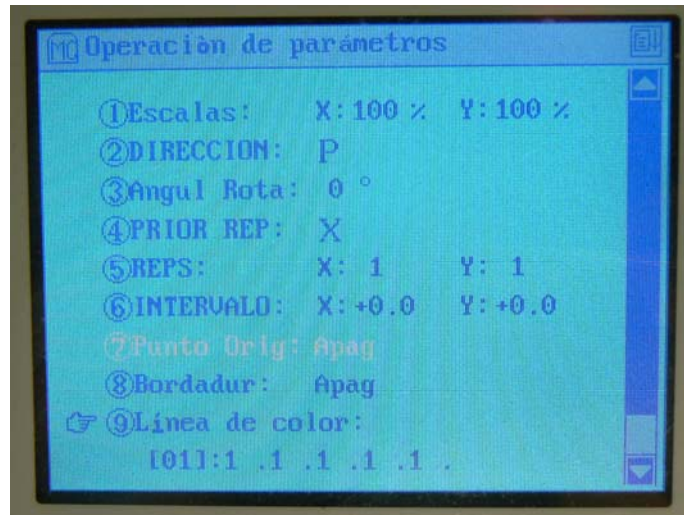 MC Operaciòn de parámetros
①Escalas: X:100 % Y:100 %
②DIRECCION: P
③Angul Rota: 0 °
④PRIOR REP: X
⑤REPS: X: 1 Y: 1
⑥INTERVALO: X:+0.0 Y:+0.0
⑦Punto Orig: Apag
⑧Bordadur: Apag
⑨Línea de color:
[01]:1 .1 .1 .1 .1 .